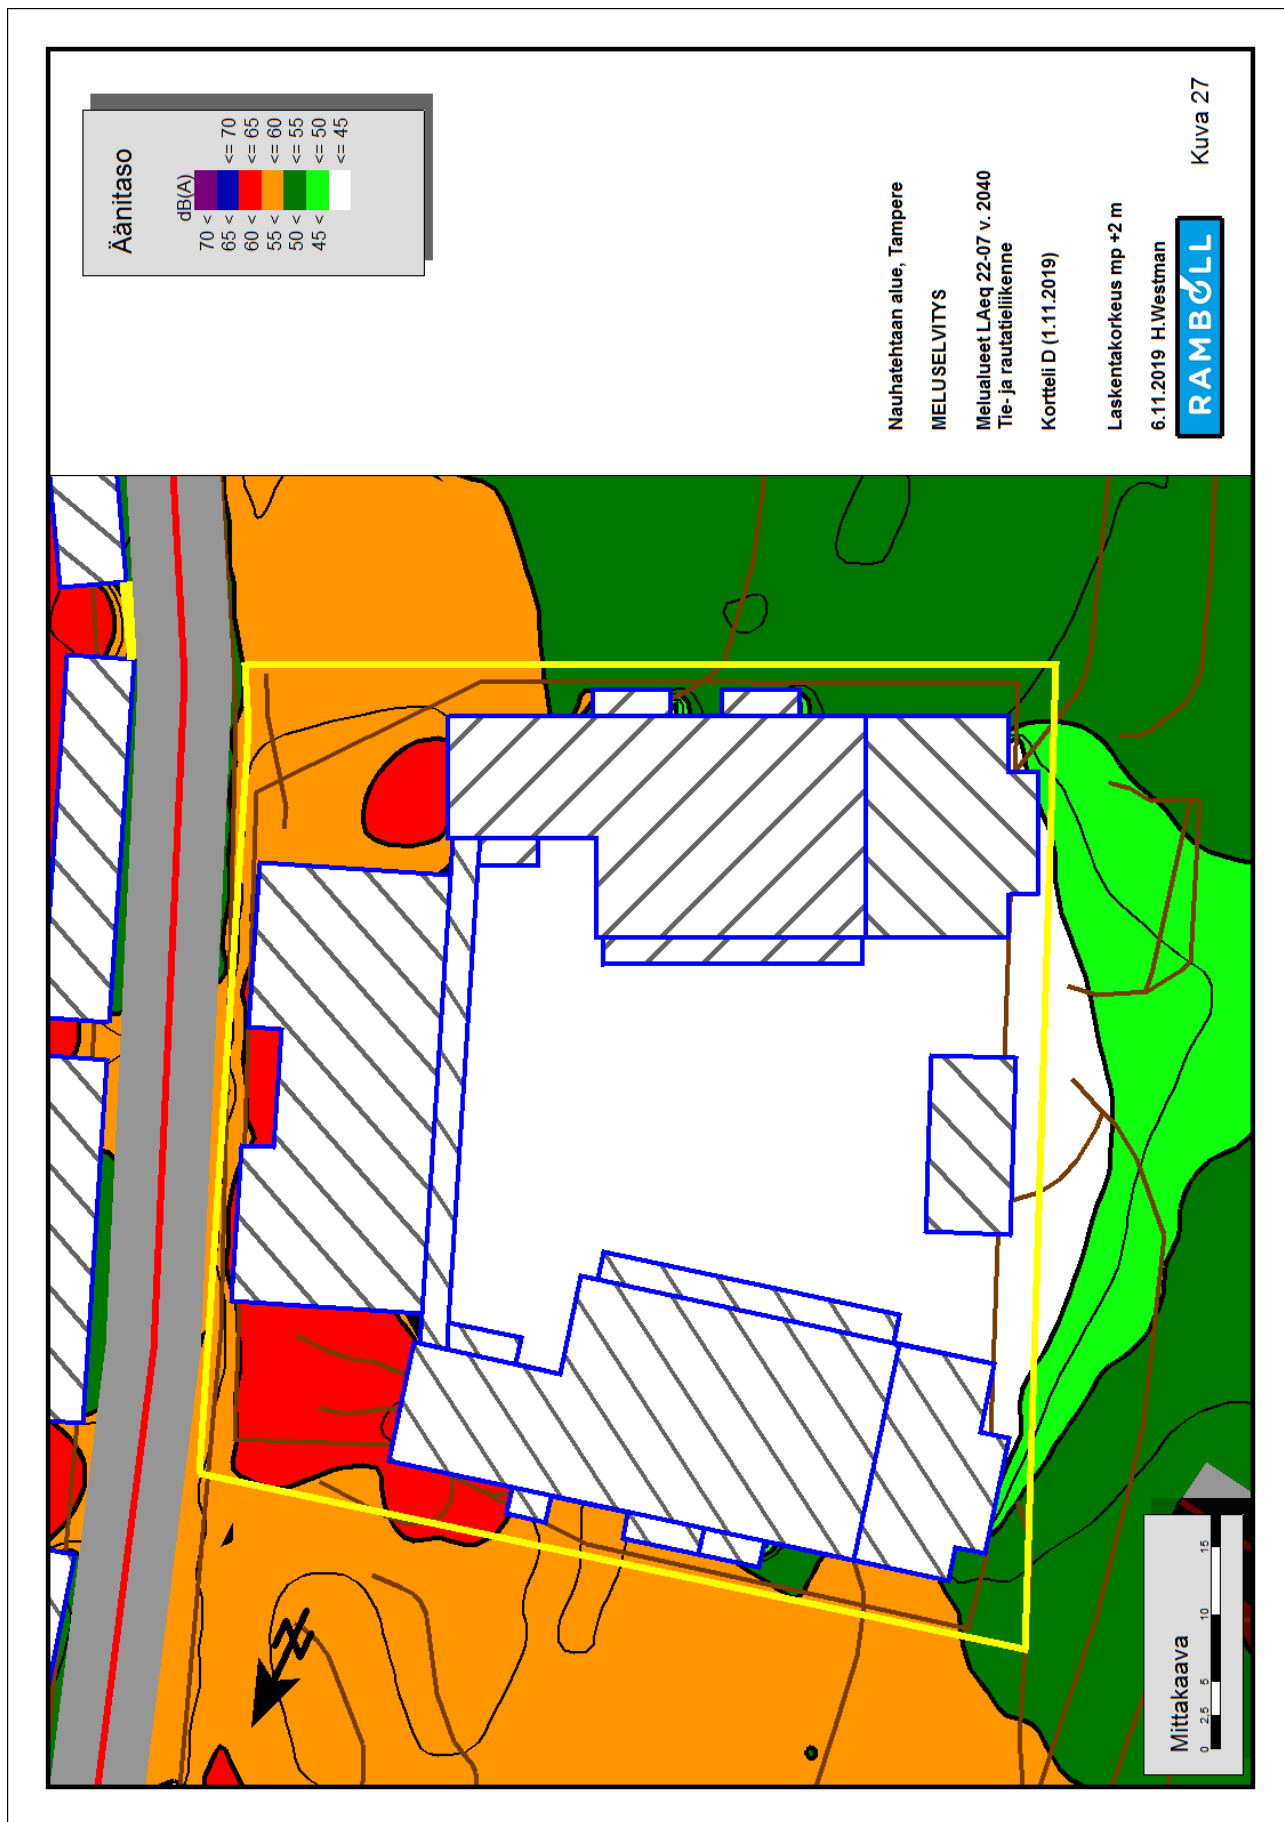 Äänitaso
dB(A)
70 <
65 < <= 70
60 < <= 65
55 < <= 60
50 < <= 55
45 < <= 50
<= 45
Nauhatehtaan alue, Tampere
MELUSELVITYS
Melualueet LAeq 22-07 v. 2040
Tie- ja rautatieliikenne
Kortteli D (1.11.2019)
Laskentakorkeus mp +2 m
6.11.2019 H.Westman
RAMBOLL
Kuva 27
N
Mittakaava
0 2,5 5 10 15